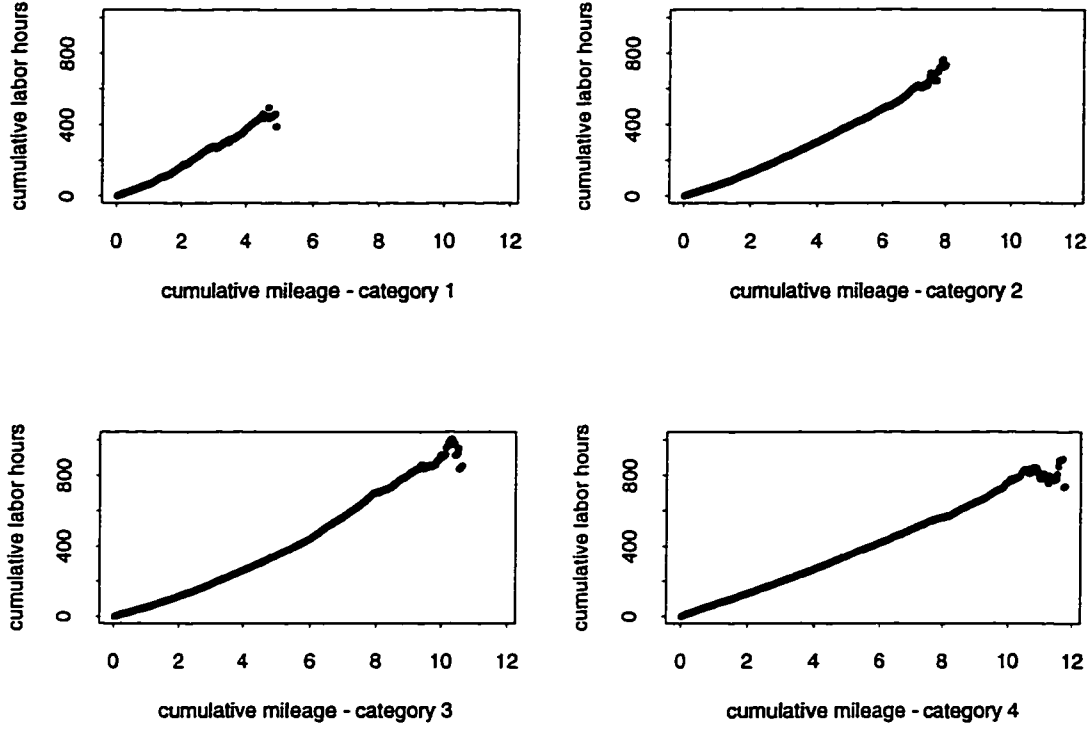 cumulative labor hours
800
400
0
0 2 4 6 8 10 12
cumulative mileage - category 1
cumulative labor hours
800
400
0
0 2 4 6 8 10 12
cumulative mileage - category 2
cumulative labor hours
800
400
0
0 2 4 6 8 10 12
cumulative mileage - category 3
cumulative labor hours
800
400
0
0 2 4 6 8 10 12
cumulative mileage - category 4